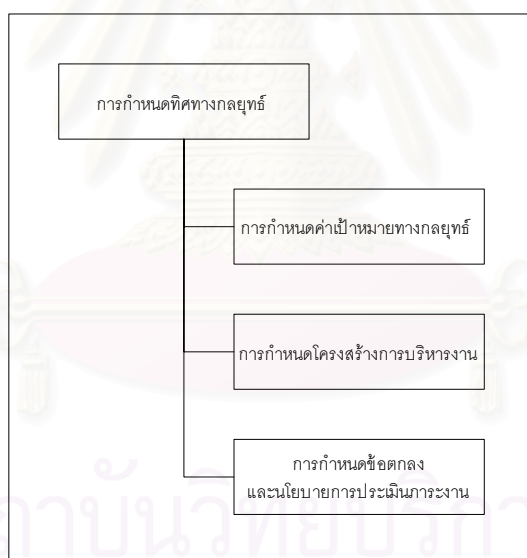 การกำหนดทิศทางกลยุทธ์
การกำหนดค่าเป้าหมายทางกลยุทธ์
การกำหนดโครงสร้างการบริหารงาน
การกำหนดข้อตกลง
และนโยบายการประเมินภาระงาน